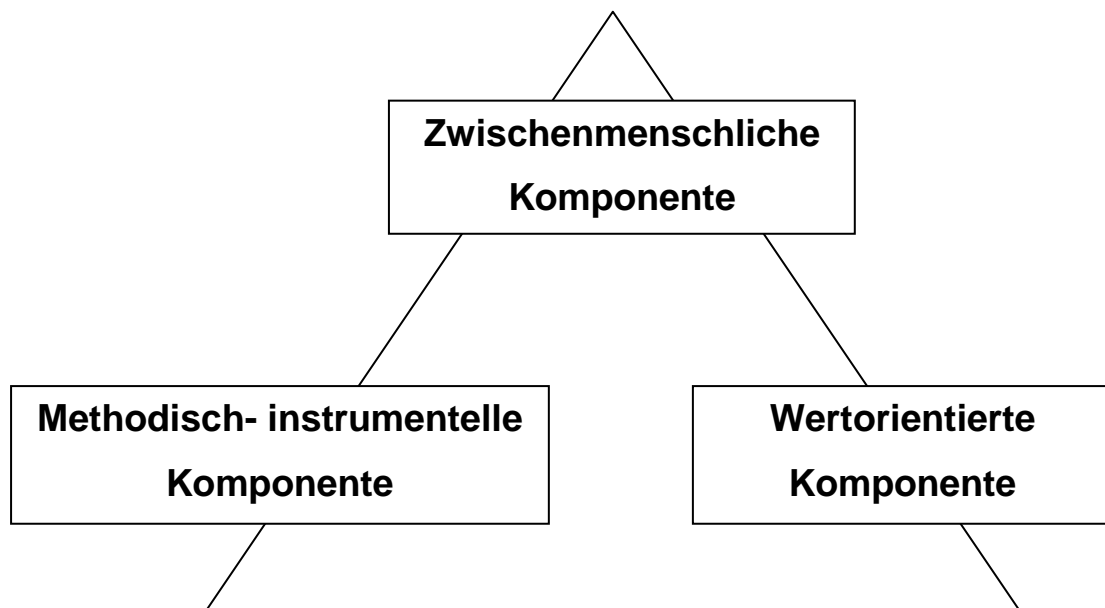 Zwischenmenschliche
Komponente
Methodisch- instrumentelle
Komponente
Wertorientierte
Komponente